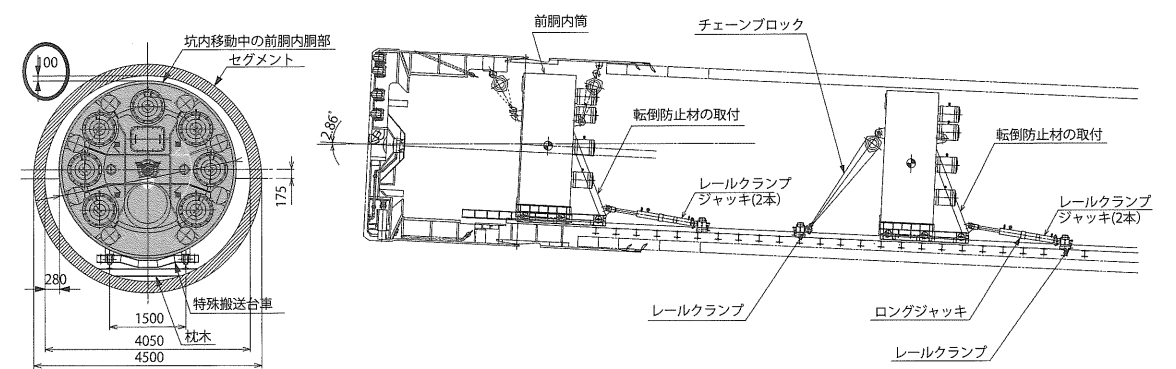 坑内移動中の前胴内胴部
セグメント
100
175
280
特殊搬送台車
1500
枕木
4050
4500
前胴内筒
チェーンブロック
2.86°
転倒防止材の取付
転倒防止材の取付
レールクランプ
ジャッキ(2本)
レールクランプ
ジャッキ(2本)
レールクランプ
ロングジャッキ
レールクランプ